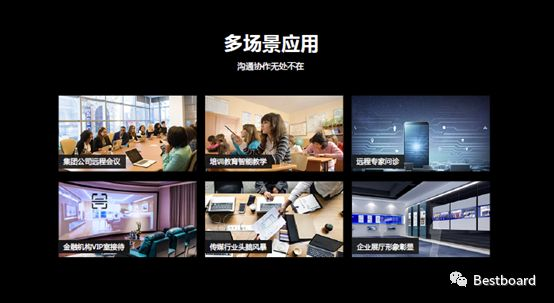 多场景应用
沟通协作无处不在
集团公司远程会议
培训教育智能教学
远程专家问诊
金融机构VIP室接待
传媒行业头脑风暴
企业展厅形象彰显
Bestboard